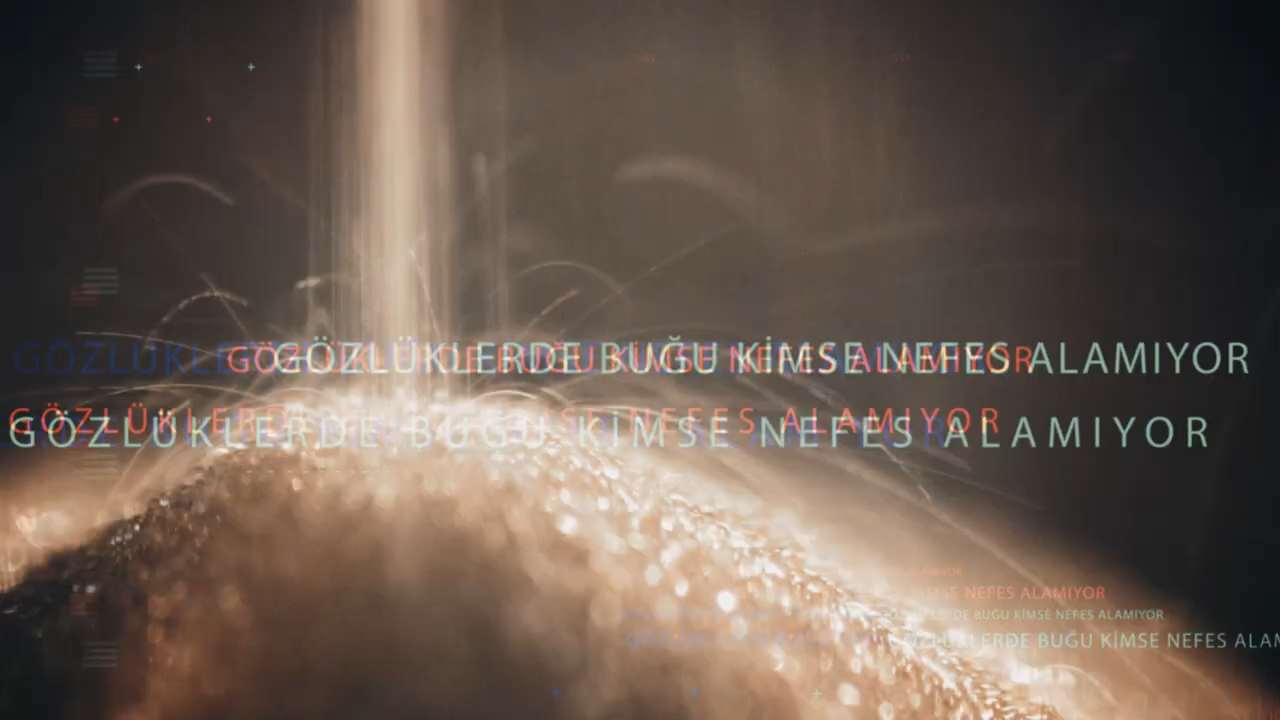 GÖZLÜKLERDE BUĞU KİMSE NEFES ALAMIYOR
GÖZLÜKLERDE BUĞU KİMSE NEFES ALAMIYOR
NEFES ALAMIYOR
BUĞU KİMSE NEFES ALAMIYOR
GÖZLÜKLERDE BUĞU KİMSE NEFES ALAM